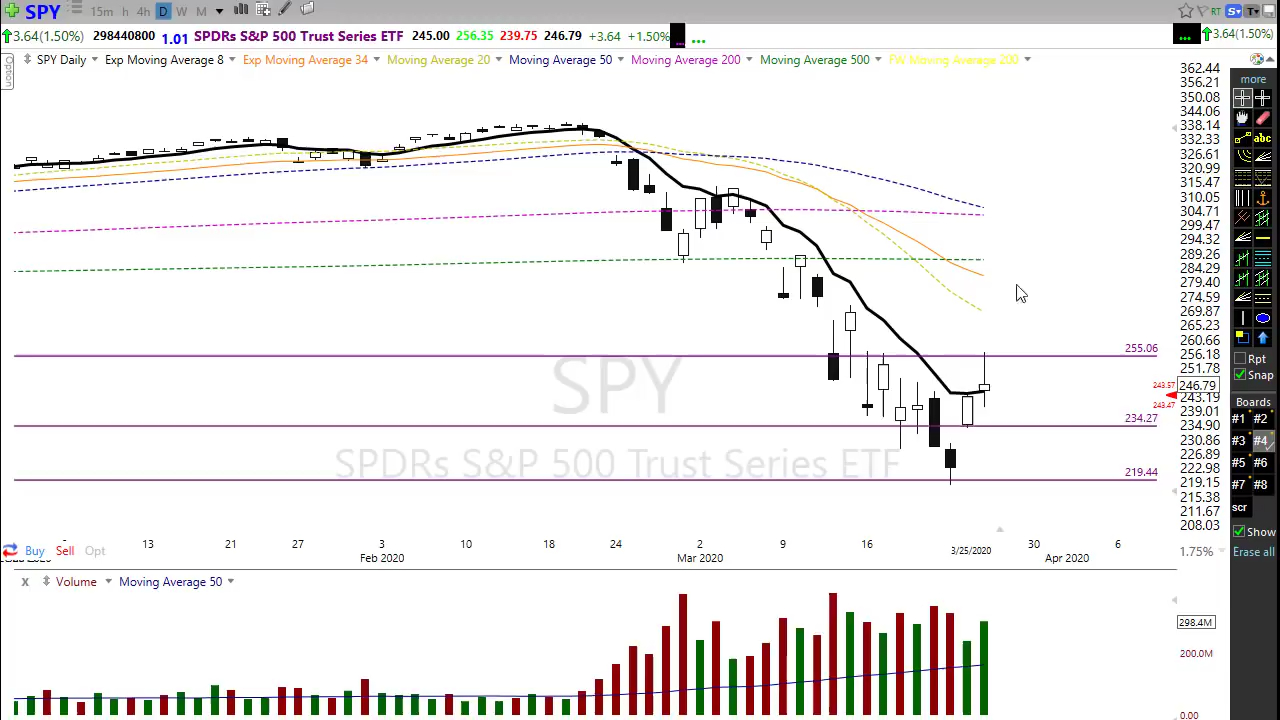 SPY 15m h 4h D W M RT S T
3.64(1.50%) 298440800 1.01 SPDRs S&P 500 Trust Series ETF 245.00 256.35 239.75 246.79 +3.64 +1.50% ... ... ... 3.64(1.50%)
Option
SPY Daily Exp Moving Average 8 Exp Moving Average 34 Moving Average 20 Moving Average 50 Moving Average 200 Moving Average 500 FW Moving Average 200
362.44
356.21
350.08
344.06
338.14
332.33
326.61
320.99
315.47
310.05
304.71
299.47
294.32
289.26
284.29
279.40
274.59
269.87
265.23
260.66
256.18
251.78
246.79
243.19
239.01
234.90
230.86
226.89
222.98
219.15
215.38
211.67
208.03
255.06
243.57
243.47
234.27
219.44
SPY
SPDRs S&P 500 Trust Series ETF
more
abc
Rpt
Snap
Boards
#1 #2
#3 #4
#5 #6
#7 #8
scr
Show
Erase all
Buy Sell Opt
13 21 27 3 10 18 24 2 9 16 3/25/2020 30 6
Feb 2020 Mar 2020 Apr 2020
1.75%
x Volume Moving Average 50
298.4M
200.0M
0.00